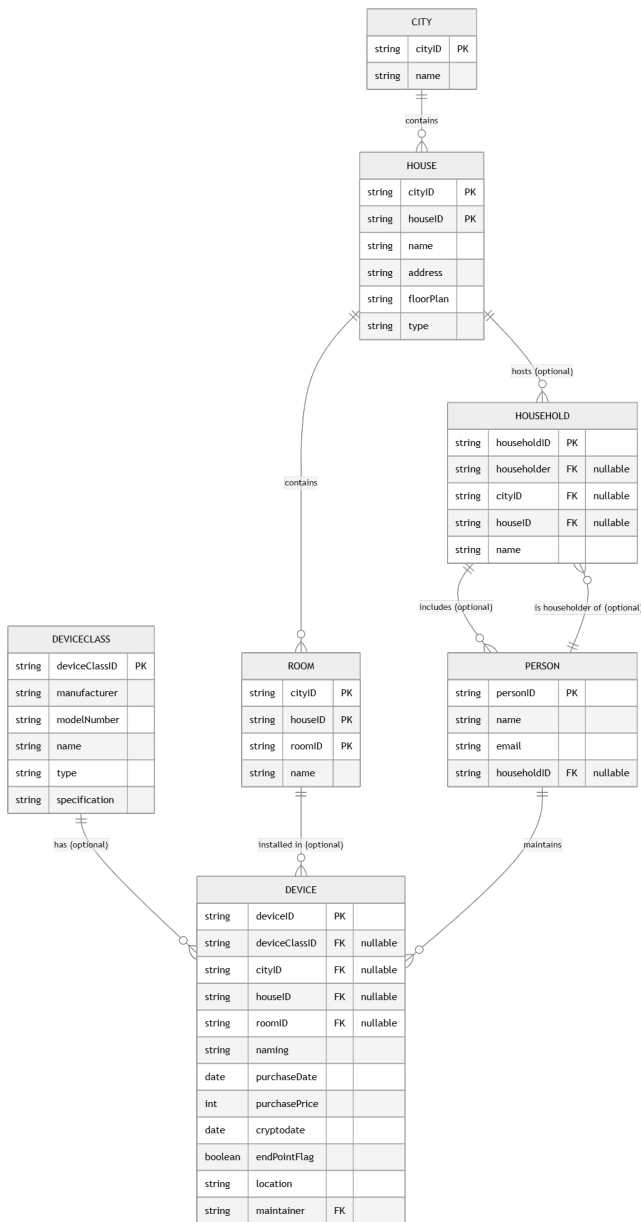 CITY
string cityID PK
string name
contains
HOUSE
string cityID PK
string houseID PK
string name
string address
string floorPlan
string type
hosts (optional)
HOUSEHOLD
string householdID PK
string householder FK nullable
string cityID FK nullable
string houseID FK nullable
string name
contains
includes (optional)
is householder of (optional)
DEVICECLASS
string deviceClassID PK
string manufacturer
string modelNumber
string name
string type
string specification
ROOM
string cityID PK
string houseID PK
string roomID PK
string name
PERSON
string personID PK
string name
string email
string householdID FK nullable
has (optional)
installed in (optional)
maintains
DEVICE
string deviceID PK
string deviceClassID FK nullable
string cityID FK nullable
string houseID FK nullable
string roomID FK nullable
string naming
date purchaseDate
int purchasePrice
date cryptodate
boolean endPointFlag
string location
string maintainer FK